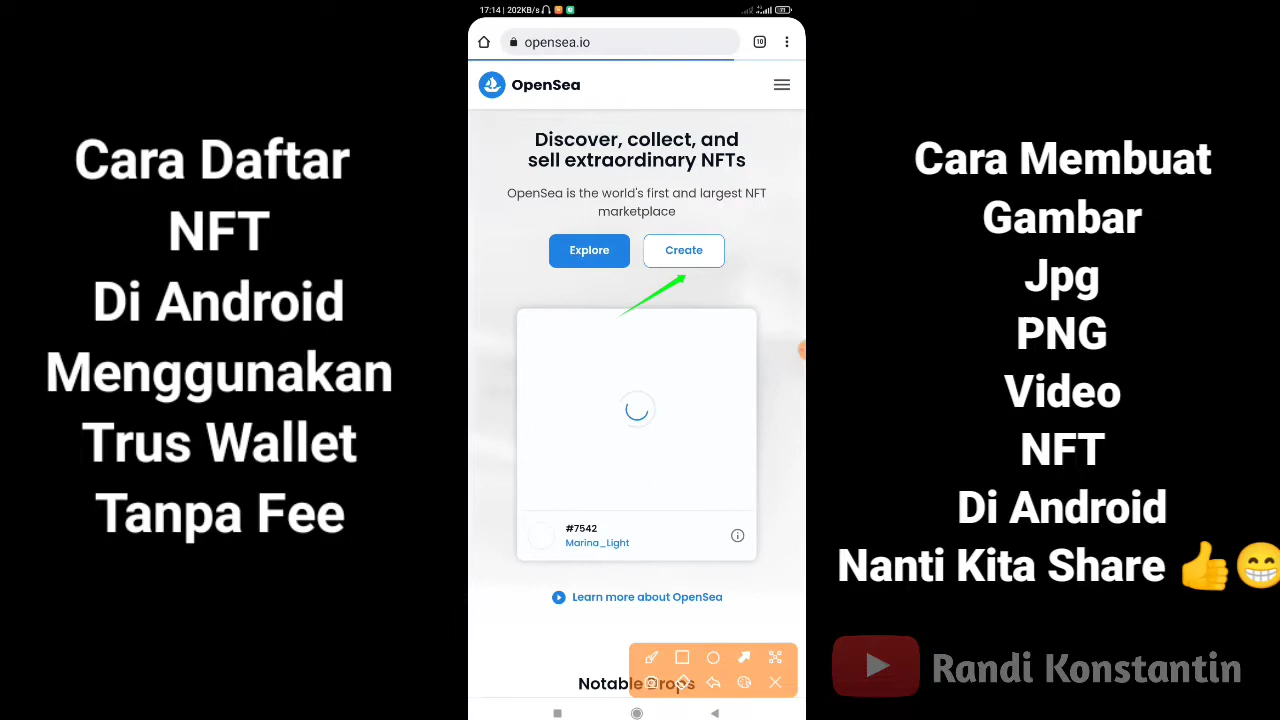 Cara Daftar
NFT
Di Android
Menggunakan
Trus Wallet
Tanpa Fee
17:14 | 202KB/s
opensea.io
10
OpenSea
Discover, collect, and
sell extraordinary NFTs
OpenSea is the world's first and largest NFT
marketplace
Explore
Create
#7542
Marina_Light
Learn more about OpenSea
Notable Drops
Cara Membuat
Gambar
Jpg
PNG
Video
NFT
Di Android
Nanti Kita Share 👍😁
Randi Konstantin